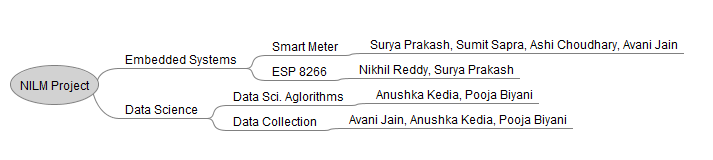 NILM Project
Embedded Systems
Smart Meter
Surya Prakash, Sumit Sapra, Ashi Choudhary, Avani Jain
ESP 8266
Nikhil Reddy, Surya Prakash
Data Science
Data Sci. Aglorithms
Anushka Kedia, Pooja Biyani
Data Collection
Avani Jain, Anushka Kedia, Pooja Biyani